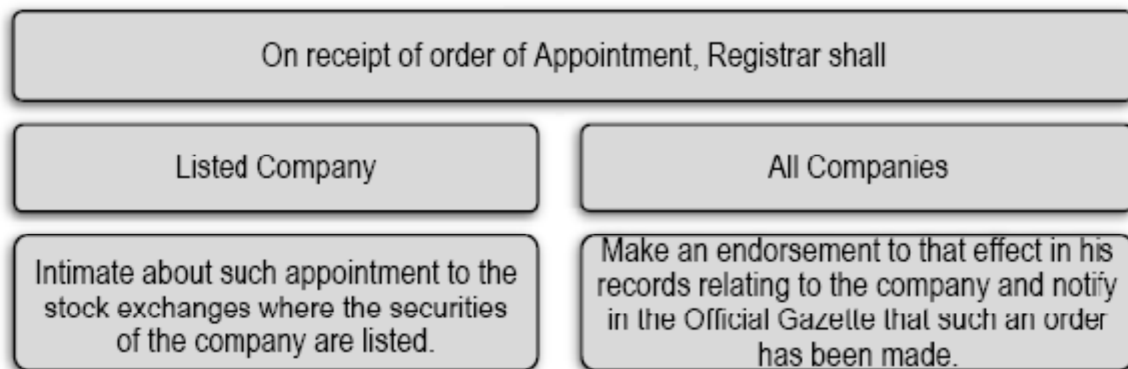 On receipt of order of Appointment, Registrar shall
Listed Company
All Companies
Intimate about such appointment to the
stock exchanges where the securities
of the company are listed.
Make an endorsement to that effect in his
records relating to the company and notify
in the Official Gazette that such an order
has been made.